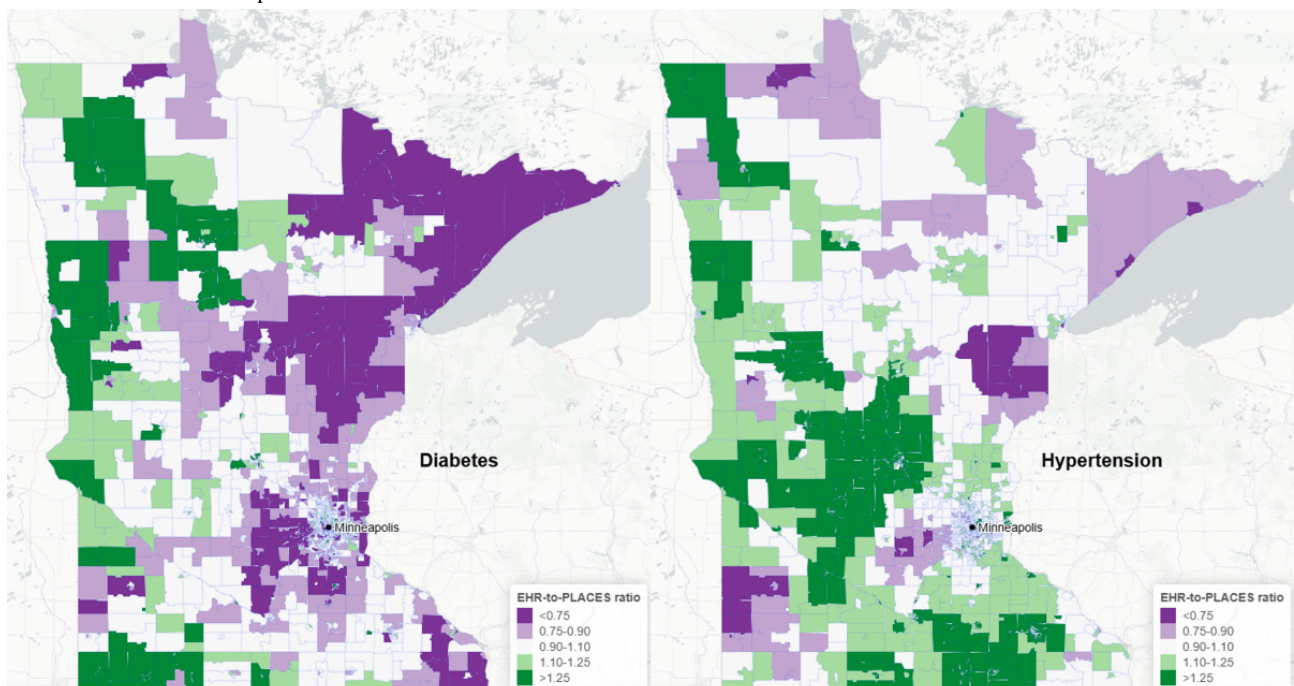 Diabetes
Minneapolis
EHR-to-PLACES ratio
<0.75
0.75-0.90
0.90-1.10
1.10-1.25
>1.25
Hypertension
Minneapolis
EHR-to-PLACES ratio
<0.75
0.75-0.90
0.90-1.10
1.10-1.25
>1.25